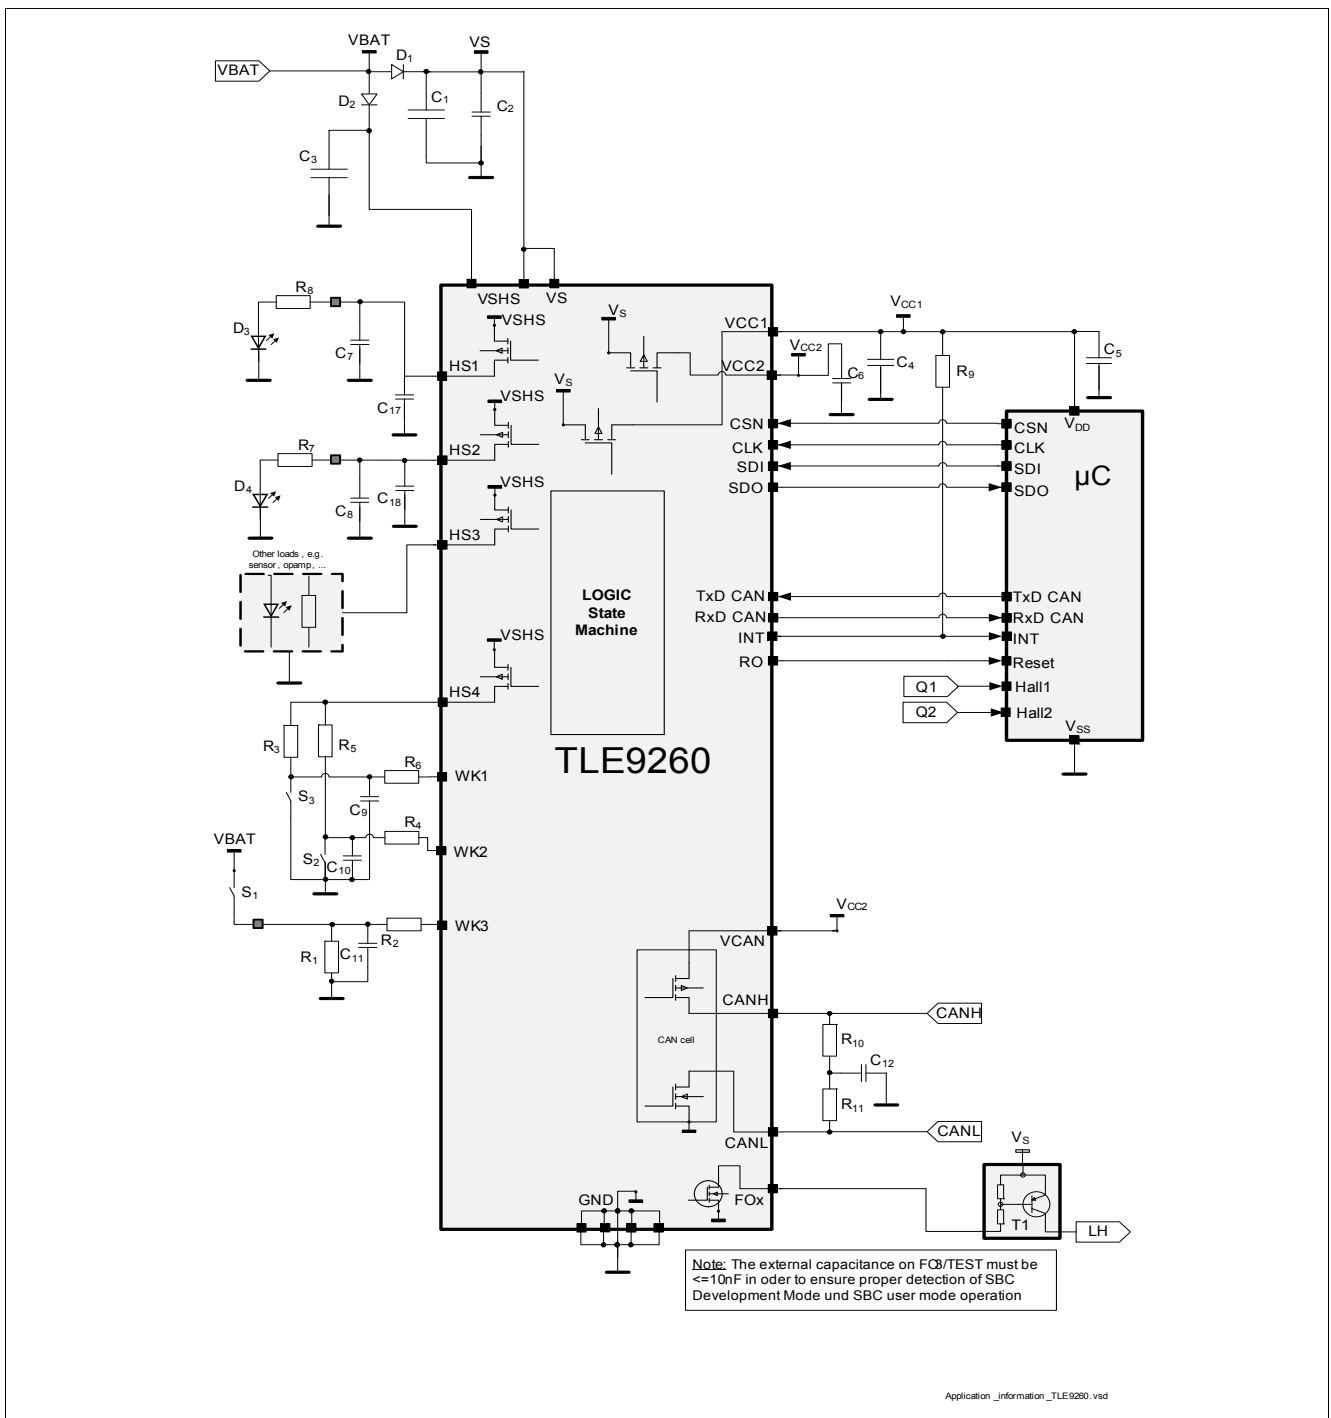 VBAT
VS
VBAT
D1
D2
C1
C2
C3
VSHS
VS
R8
D3
C7
C17
HS1
VSHS
VS
VS
VCC1
VCC2
VCC1
VCC2
C6
C4
R9
C5
R7
D4
C8
C18
HS2
VSHS
CSN
CLK
SDI
SDO
CSN
VDD
CLK
SDI
SDO
µC
HS3
VSHS
Other loads , e.g.
sensor , opamp , ...
LOGIC
State
Machine
TxD CAN
RxD CAN
INT
RO
TxD CAN
RxD CAN
INT
Reset
Q1
Hall1
Q2
Hall2
VSS
HS4
VSHS
TLE9260
R3
R5
R6
WK1
S3
C9
R4
WK2
S2
C10
VBAT
S1
WK3
R1
C11
R2
VCC2
VCAN
CANH
CANH
CAN cell
R10
C12
R11
CANL
CANL
VS
FOx
T1
LH
GND
Note: The external capacitance on FO3/TEST must be
<=10nF in oder to ensure proper detection of SBC
Development Mode und SBC user mode operation
Application _information _TLE9260.vsd